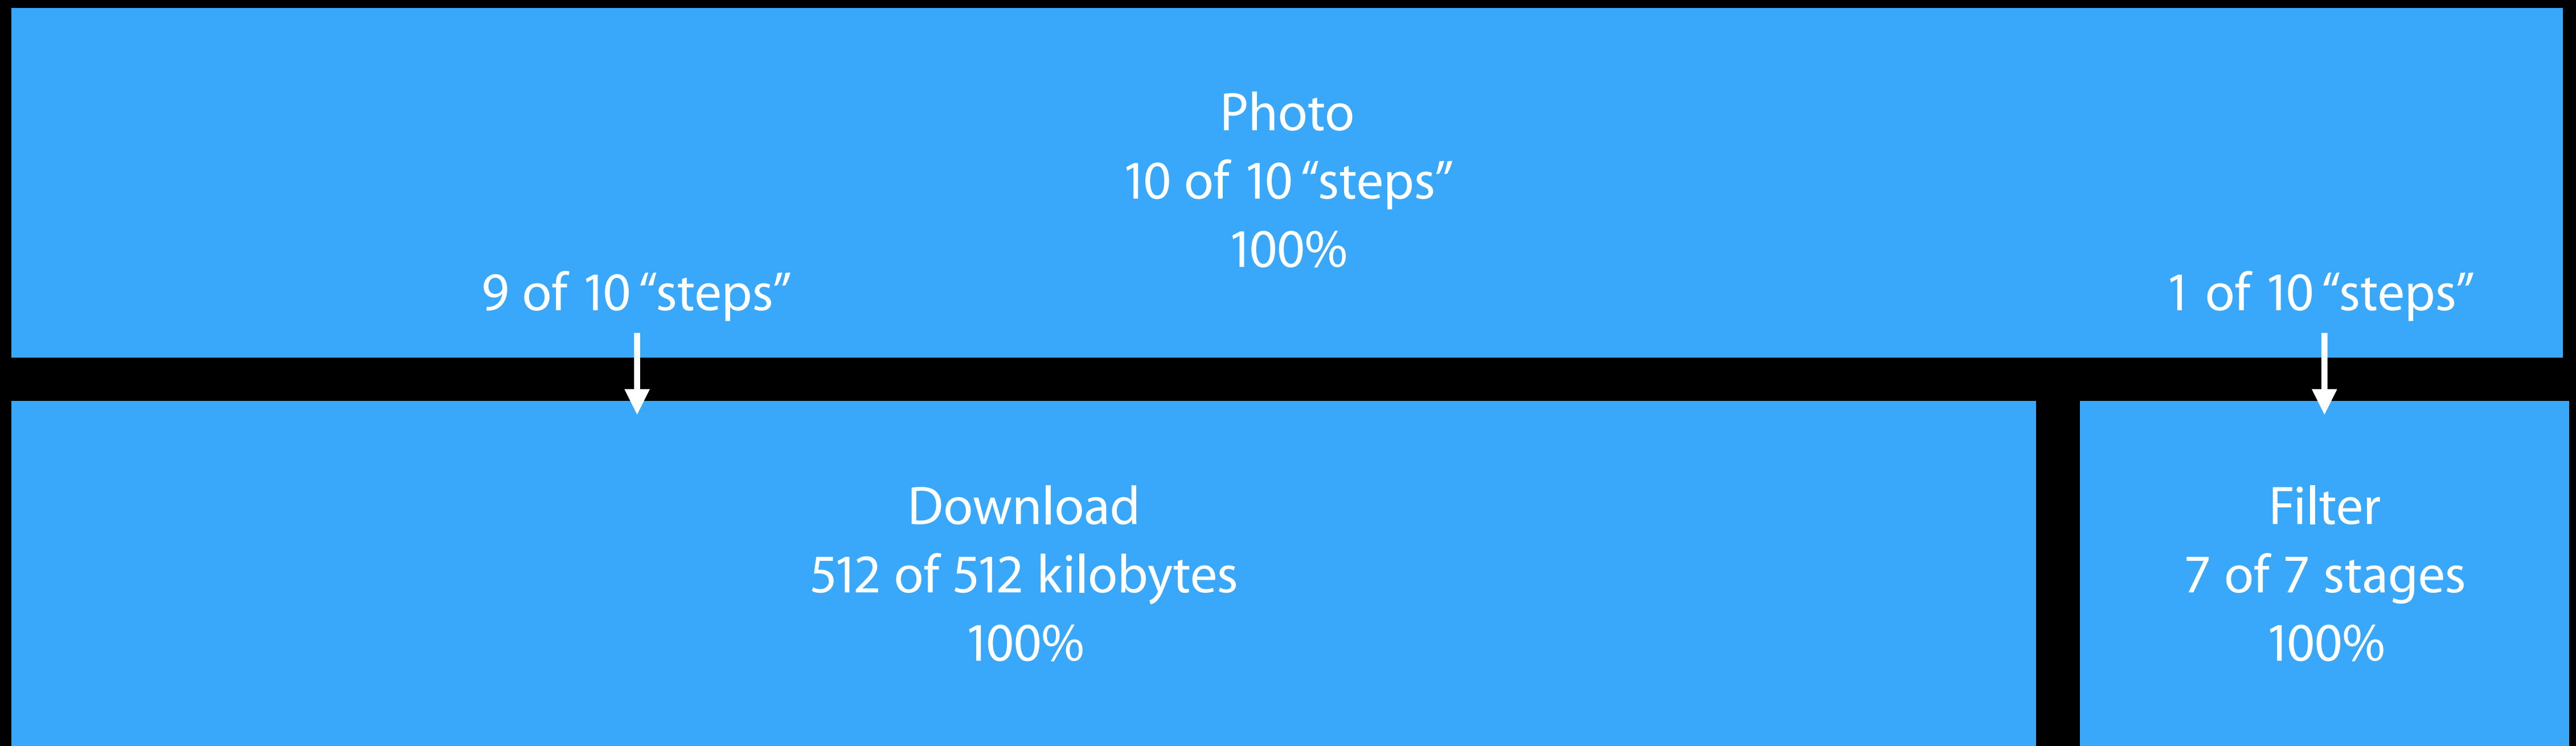 Photo
10 of 10 “steps”
100%
9 of 10 “steps”
1 of 10 “steps”
Download
512 of 512 kilobytes
100%
Filter
7 of 7 stages
100%